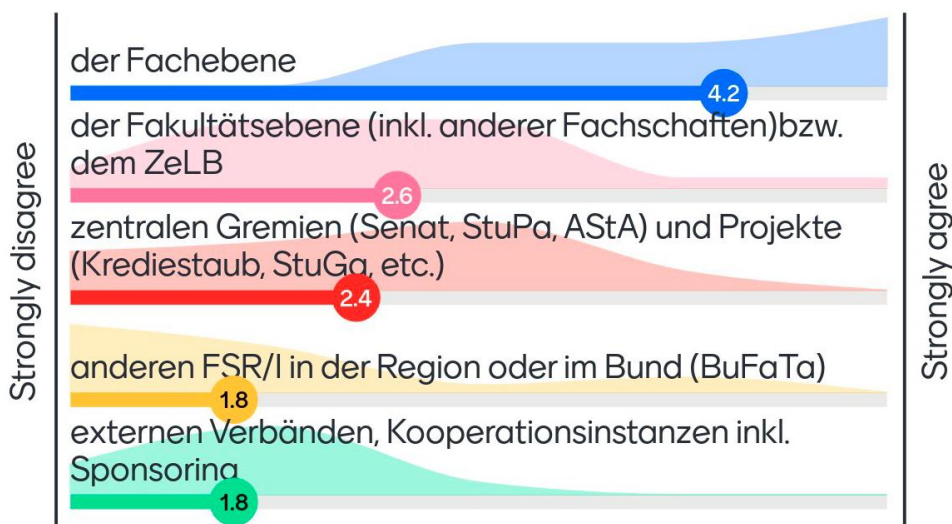 der Fachebene
4.2
der Fakultätsebene (inkl. anderer Fachschaften)bzw.
dem ZeLB
2.6
zentralen Gremien (Senat, StuPa, AStA) und Projekte
(Krediestaub, StuGa, etc.)
2.4
anderen FSR/I in der Region oder im Bund (BuFaTa)
1.8
externen Verbänden, Kooperationsinstanzen inkl.
Sponsoring
1.8
Strongly disagree
Strongly agree